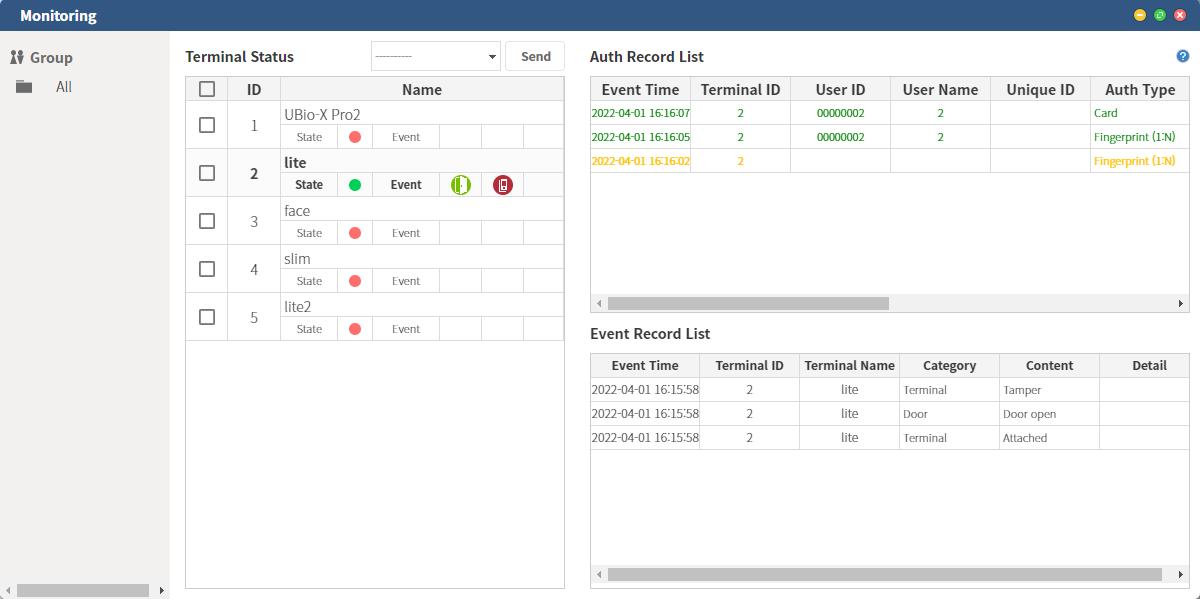 Monitoring
Group
All
Terminal Status ----------- Send
ID Name
1 UBio-X Pro2
State Event
2 lite
State Event
3 face
State Event
4 slim
State Event
5 lite2
State Event
Auth Record List ?
Event Time Terminal ID User ID User Name Unique ID Auth Type
2022-04-01 16:16:07 2 00000002 2 Card
2022-04-01 16:16:05 2 00000002 2 Fingerprint (1:N)
2022-04-01 16:16:02 2 Fingerprint (1:N)
Event Record List
Event Time Terminal ID Terminal Name Category Content Detail
2022-04-01 16:15:58 2 lite Terminal Tamper
2022-04-01 16:15:58 2 lite Door Door open
2022-04-01 16:15:58 2 lite Terminal Attached